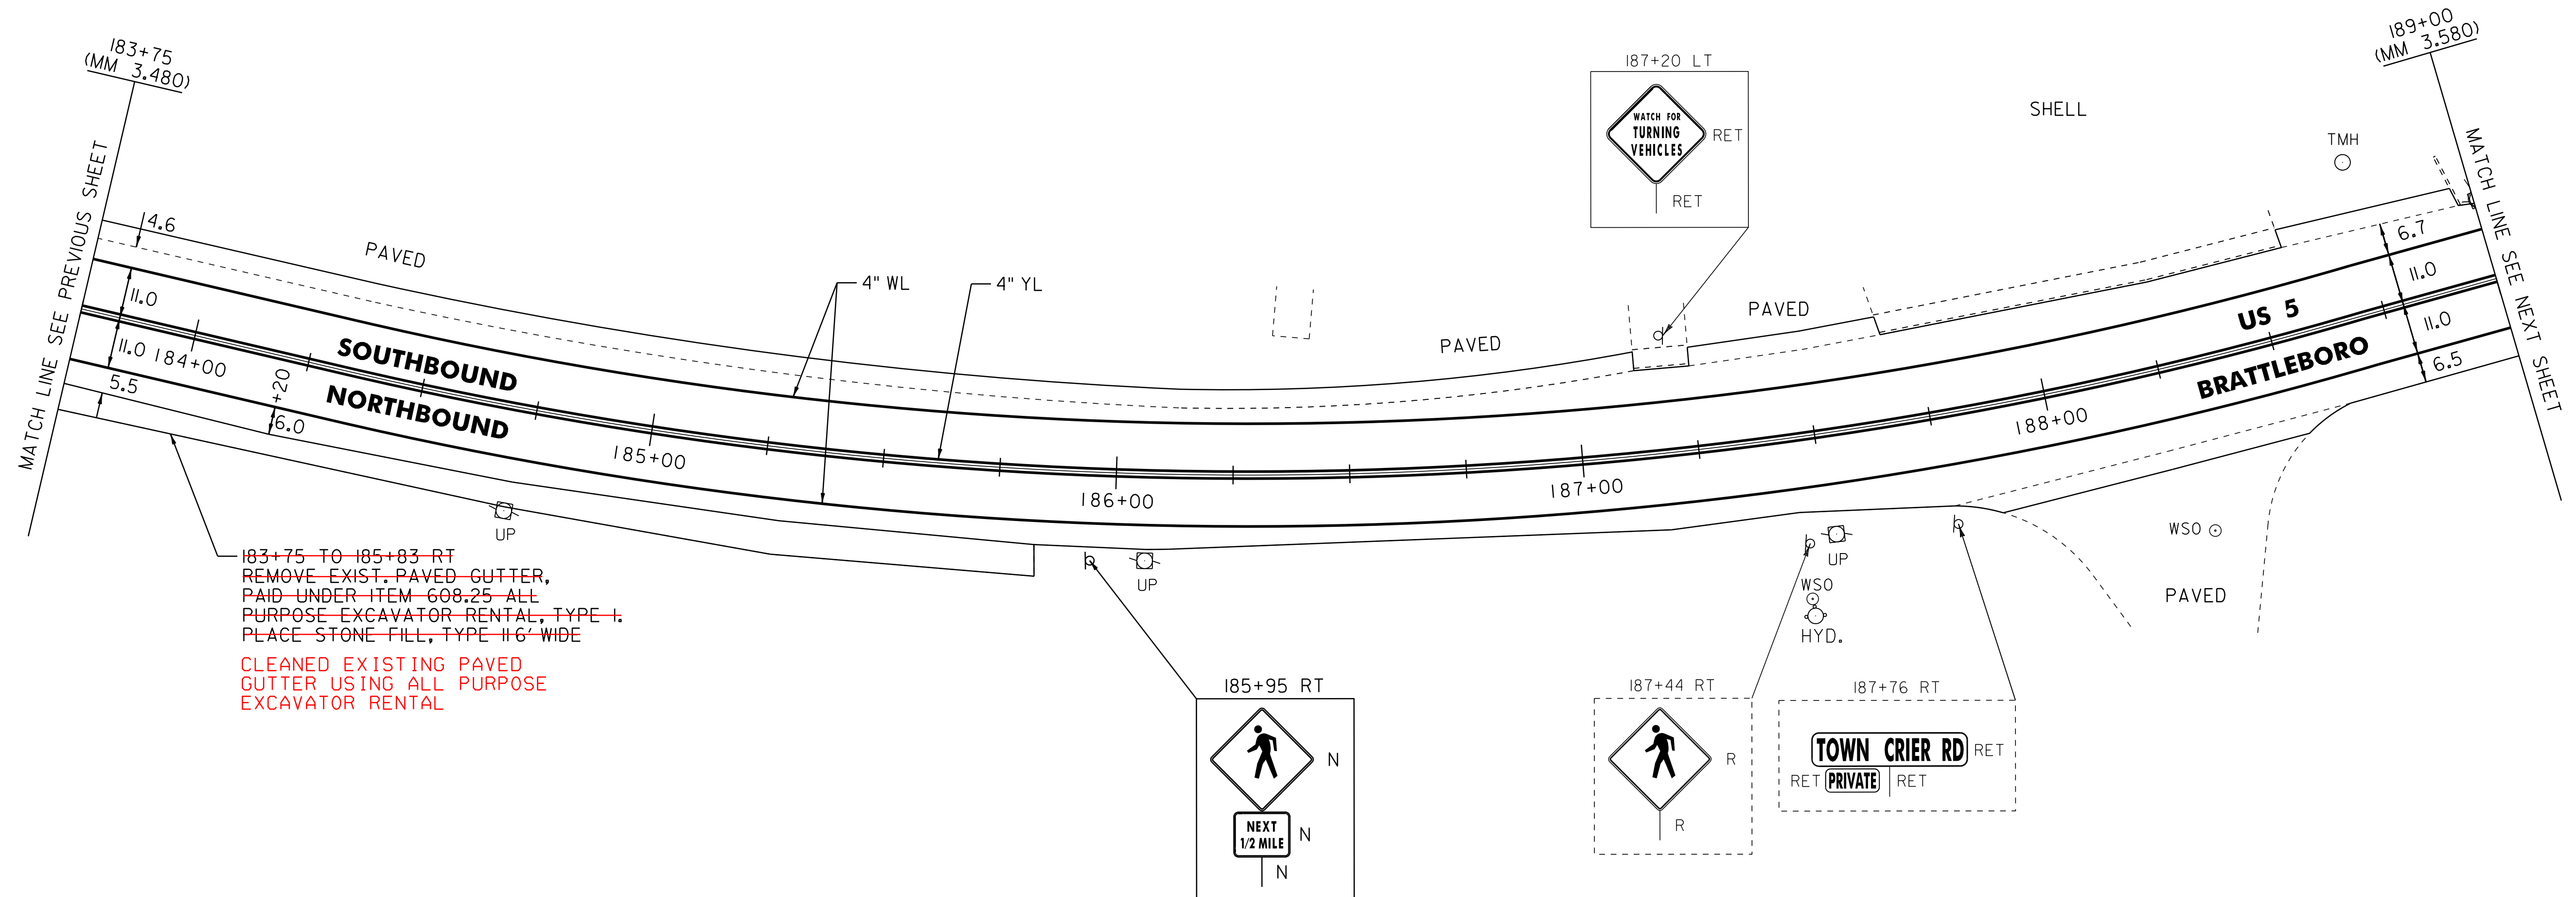 183+75
(MM 3.480)
MATCH LINE SEE PREVIOUS SHEET
189+00
(MM 3.580)
MATCH LINE SEE NEXT SHEET
187+20 LT
WATCH FOR
TURNING
VEHICLES
RET
RET
SHELL
TMH
4.6
PAVED
4" WL
4" YL
PAVED
PAVED
6.7
11.0
11.0
6.5
11.0
11.0
5.5
+20
6.0
184+00
185+00
186+00
187+00
188+00
SOUTHBOUND
NORTHBOUND
US 5
BRATTLEBORO
UP
UP
UP
WSO
HYD.
WSO
PAVED
183+75 TO 185+83 RT
REMOVE EXIST. PAVED GUTTER,
PAID UNDER ITEM 608.25 ALL
PURPOSE EXCAVATOR RENTAL, TYPE I.
PLACE STONE FILL, TYPE II 6' WIDE
CLEANED EXISTING PAVED
GUTTER USING ALL PURPOSE
EXCAVATOR RENTAL
185+95 RT
N
NEXT
1/2 MILE
N
N
187+44 RT
R
R
187+76 RT
TOWN CRIER RD RET
RET PRIVATE RET